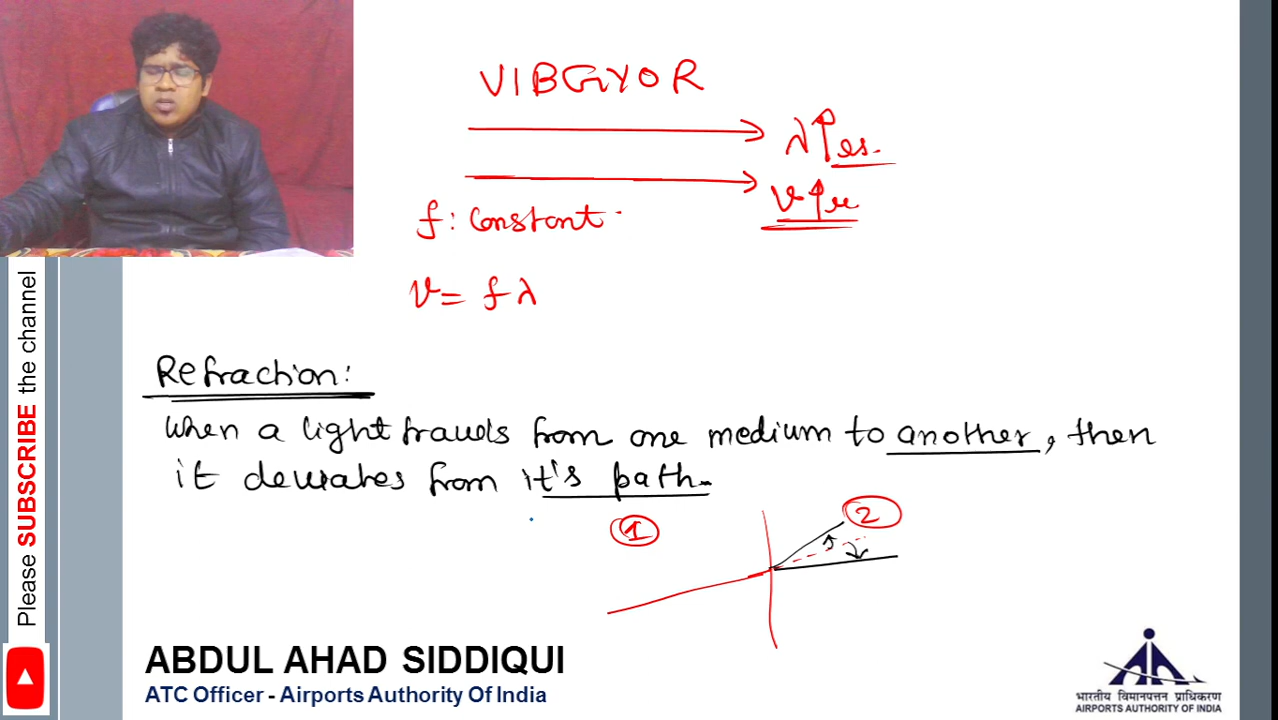 VIBGYOR
λ↑es.
v↑es
f: Constant
v = fλ
Refraction:
When a light travels from one medium to another, then
it deviates from it's path.
①
②
Please SUBSCRIBE the channel
ABDUL AHAD SIDDIQUI
ATC Officer - Airports Authority Of India
भारतीय विमानपत्तन प्राधिकरण
AIRPORTS AUTHORITY OF INDIA